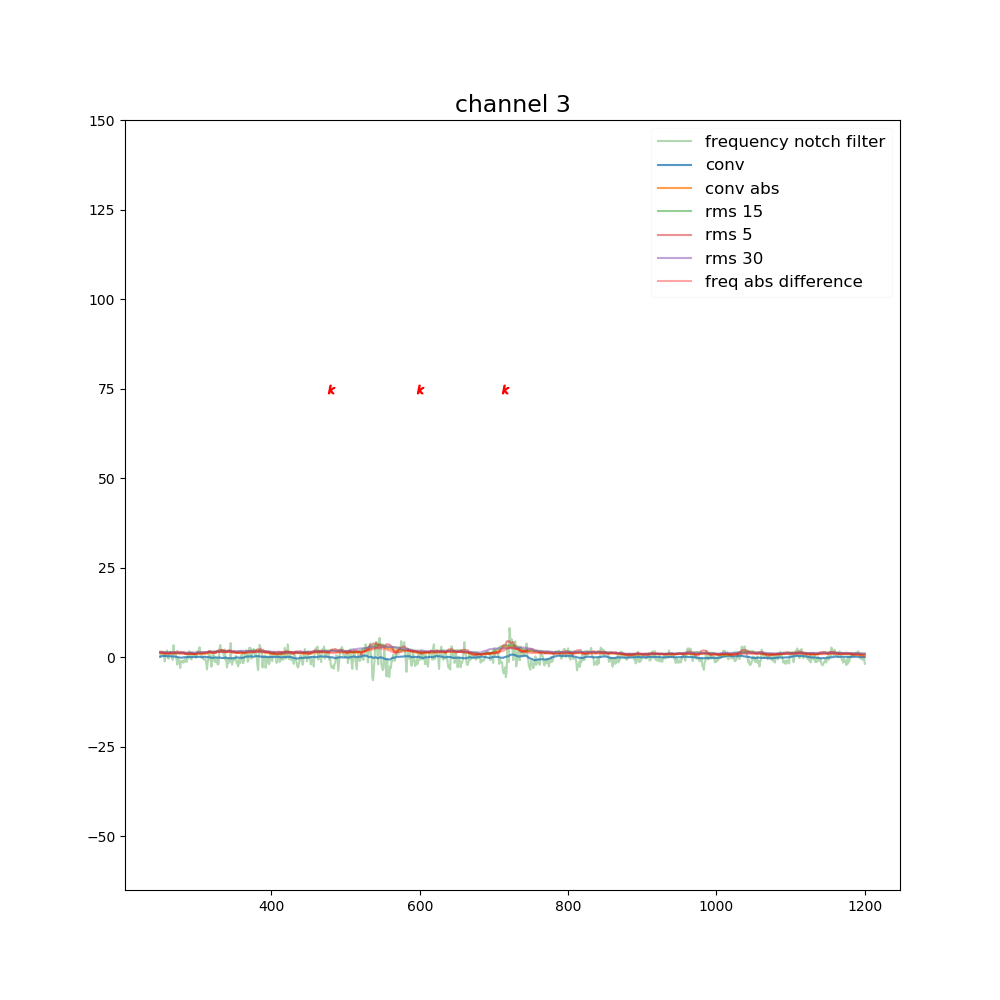 channel 3
150
125
100
75
50
25
0
−25
−50
frequency notch filter
conv
conv abs
rms 15
rms 5
rms 30
freq abs difference
k k k
400 600 800 1000 1200